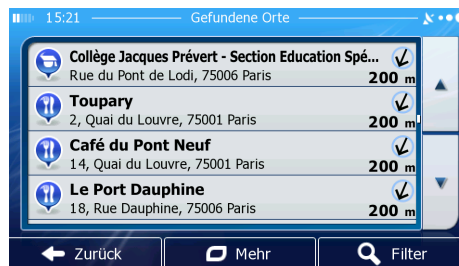 15:21 Gefundene Orte
Collège Jacques Prévert - Section Education Spé...
Rue du Pont de Lodi, 75006 Paris 200 m
Toupary
2, Quai du Louvre, 75001 Paris 200 m
Café du Pont Neuf
14, Quai du Louvre, 75001 Paris 200 m
Le Port Dauphine
18, Rue Dauphine, 75006 Paris 200 m
Zurück Mehr Filter